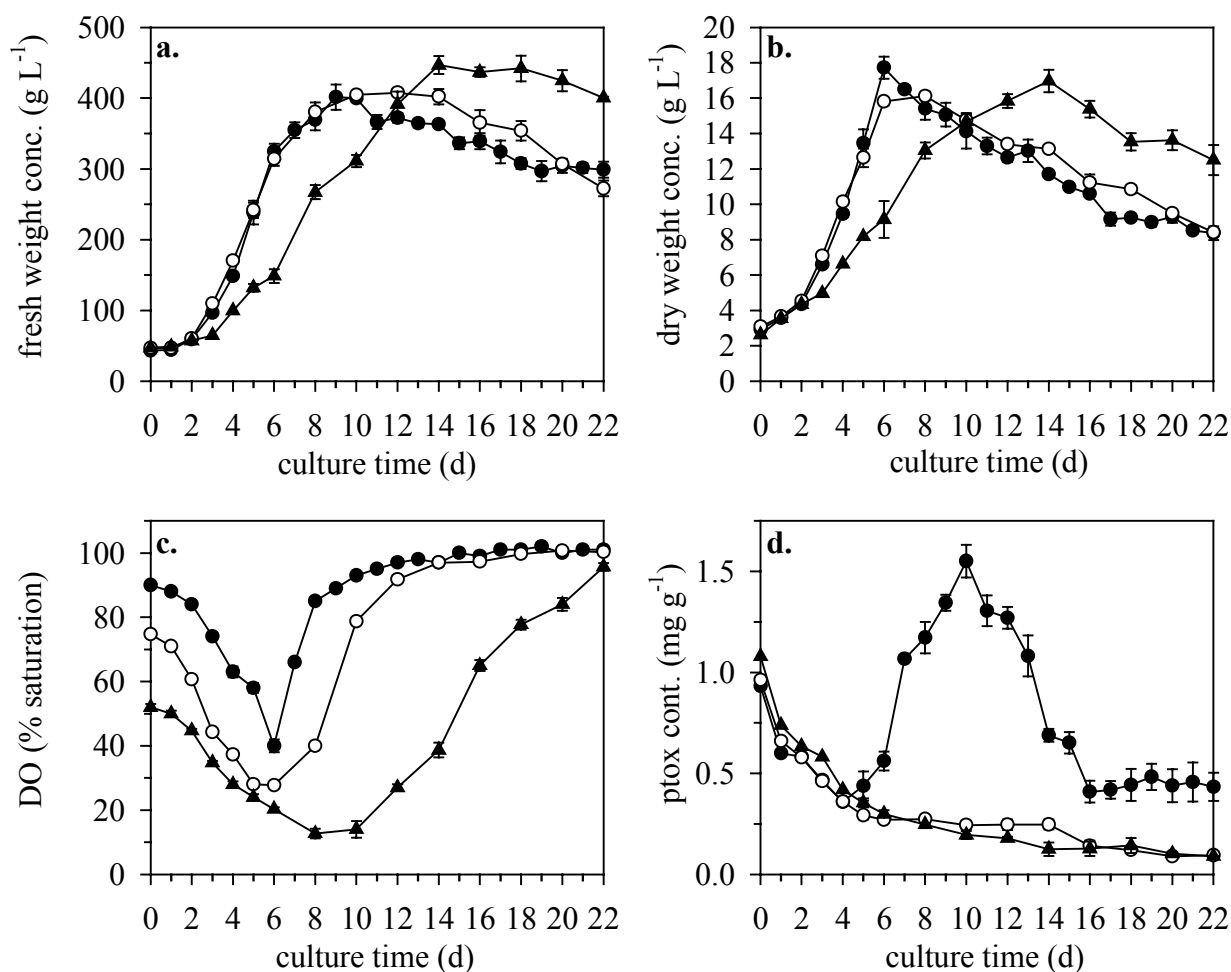 a.
fresh weight conc. (g L⁻¹)
500
400
300
200
100
0
0 2 4 6 8 10 12 14 16 18 20 22
culture time (d)
b.
dry weight conc. (g L⁻¹)
20
18
16
14
12
10
8
6
4
2
0
0 2 4 6 8 10 12 14 16 18 20 22
culture time (d)
c.
DO (% saturation)
100
80
60
40
20
0
0 2 4 6 8 10 12 14 16 18 20 22
culture time (d)
d.
ptox cont. (mg g⁻¹)
1.5
1.0
0.5
0.0
0 2 4 6 8 10 12 14 16 18 20 22
culture time (d)